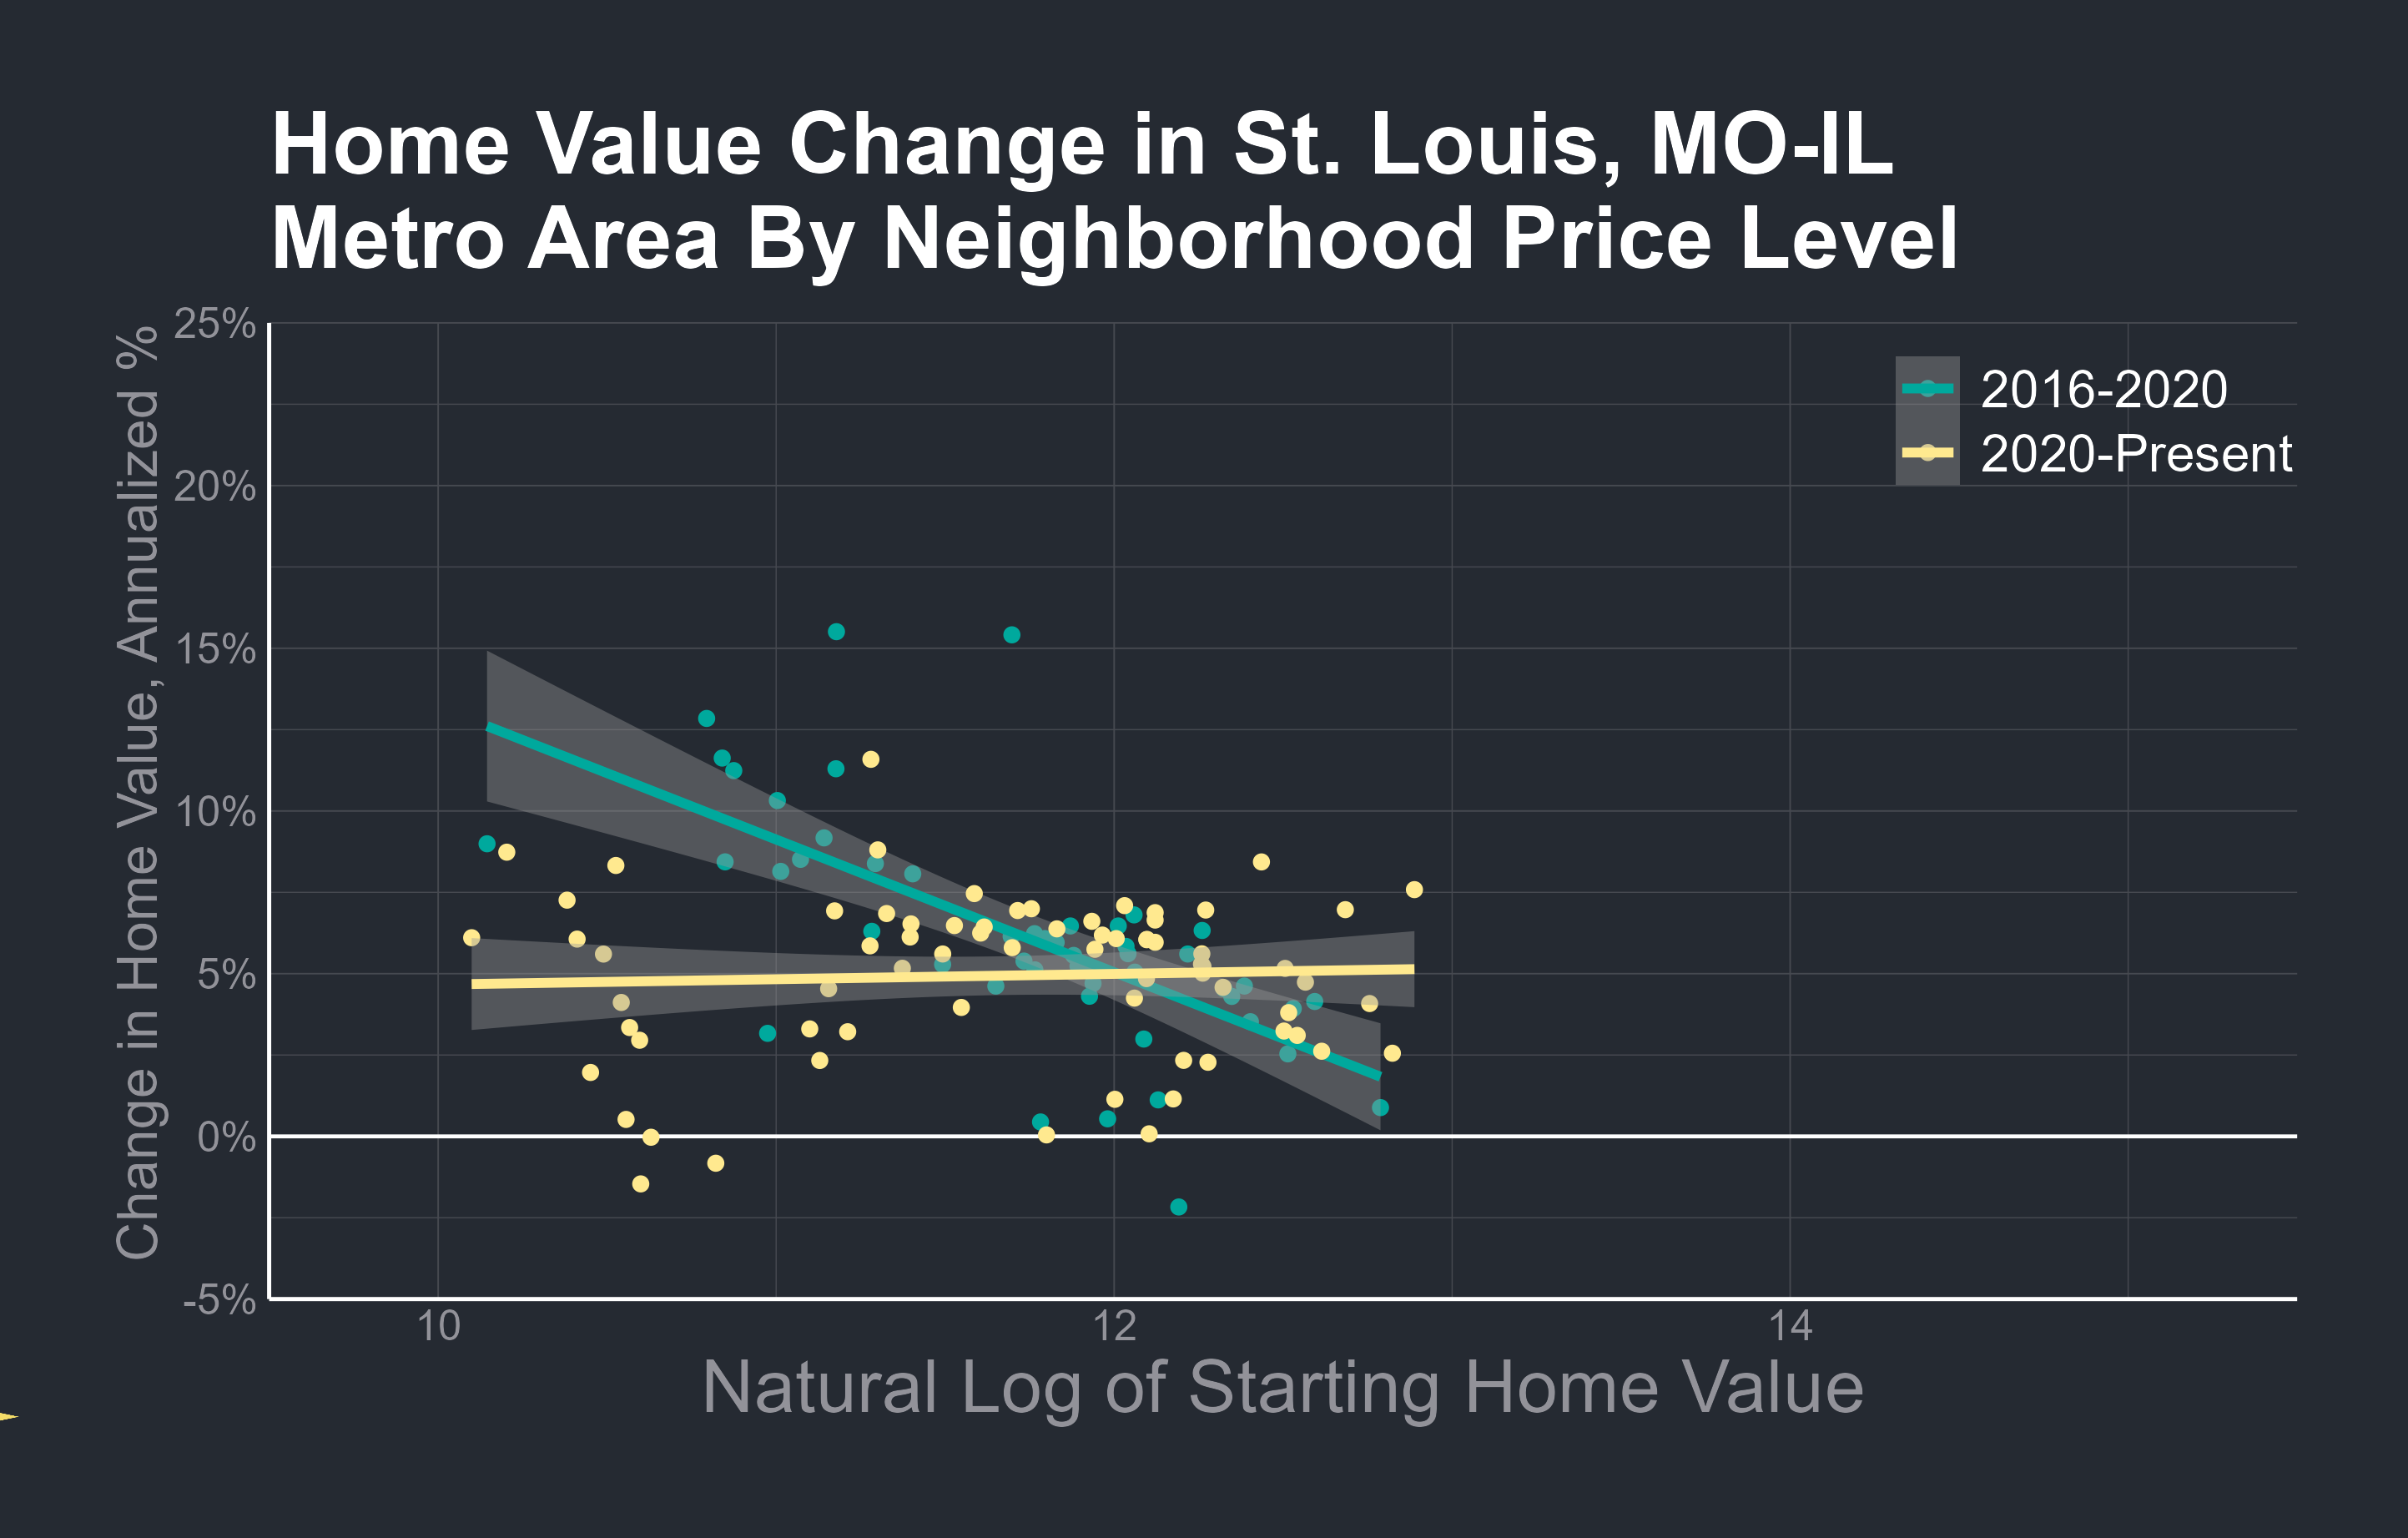 Home Value Change in St. Louis, MO-IL
Metro Area By Neighborhood Price Level
Change in Home Value, Annualized %
25%
20%
15%
10%
5%
0%
-5%
2016-2020
2020-Present
10
12
14
Natural Log of Starting Home Value